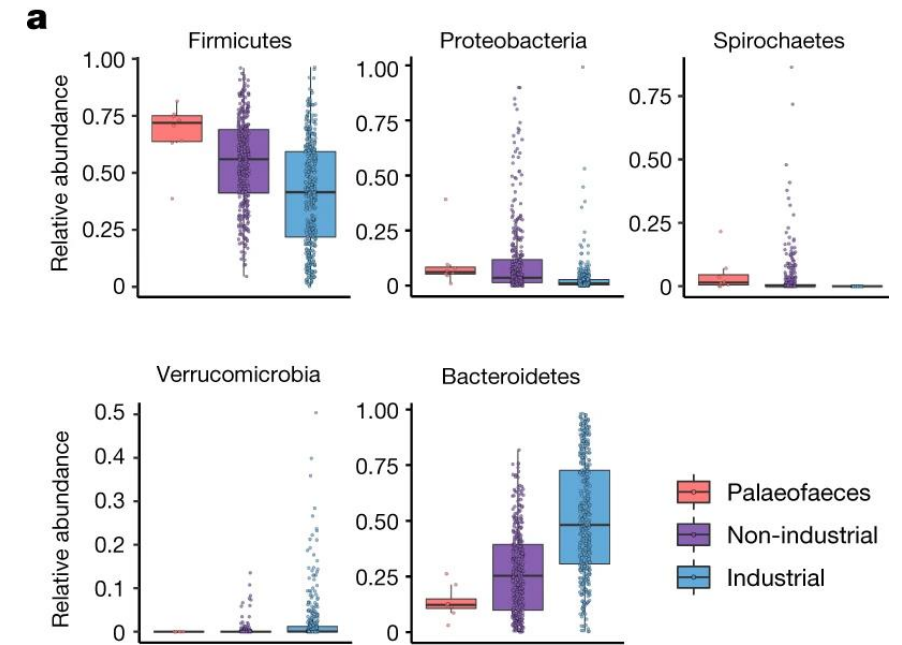 a
Firmicutes
Proteobacteria
Spirochaetes
Relative abundance
1.00
0.75
0.50
0.25
0
1.00
0.75
0.50
0.25
0
0.75
0.50
0.25
0
Verrucomicrobia
Bacteroidetes
Relative abundance
0.5
0.4
0.3
0.2
0.1
0
1.00
0.75
0.50
0.25
0
Palaeofaeces
Non-industrial
Industrial